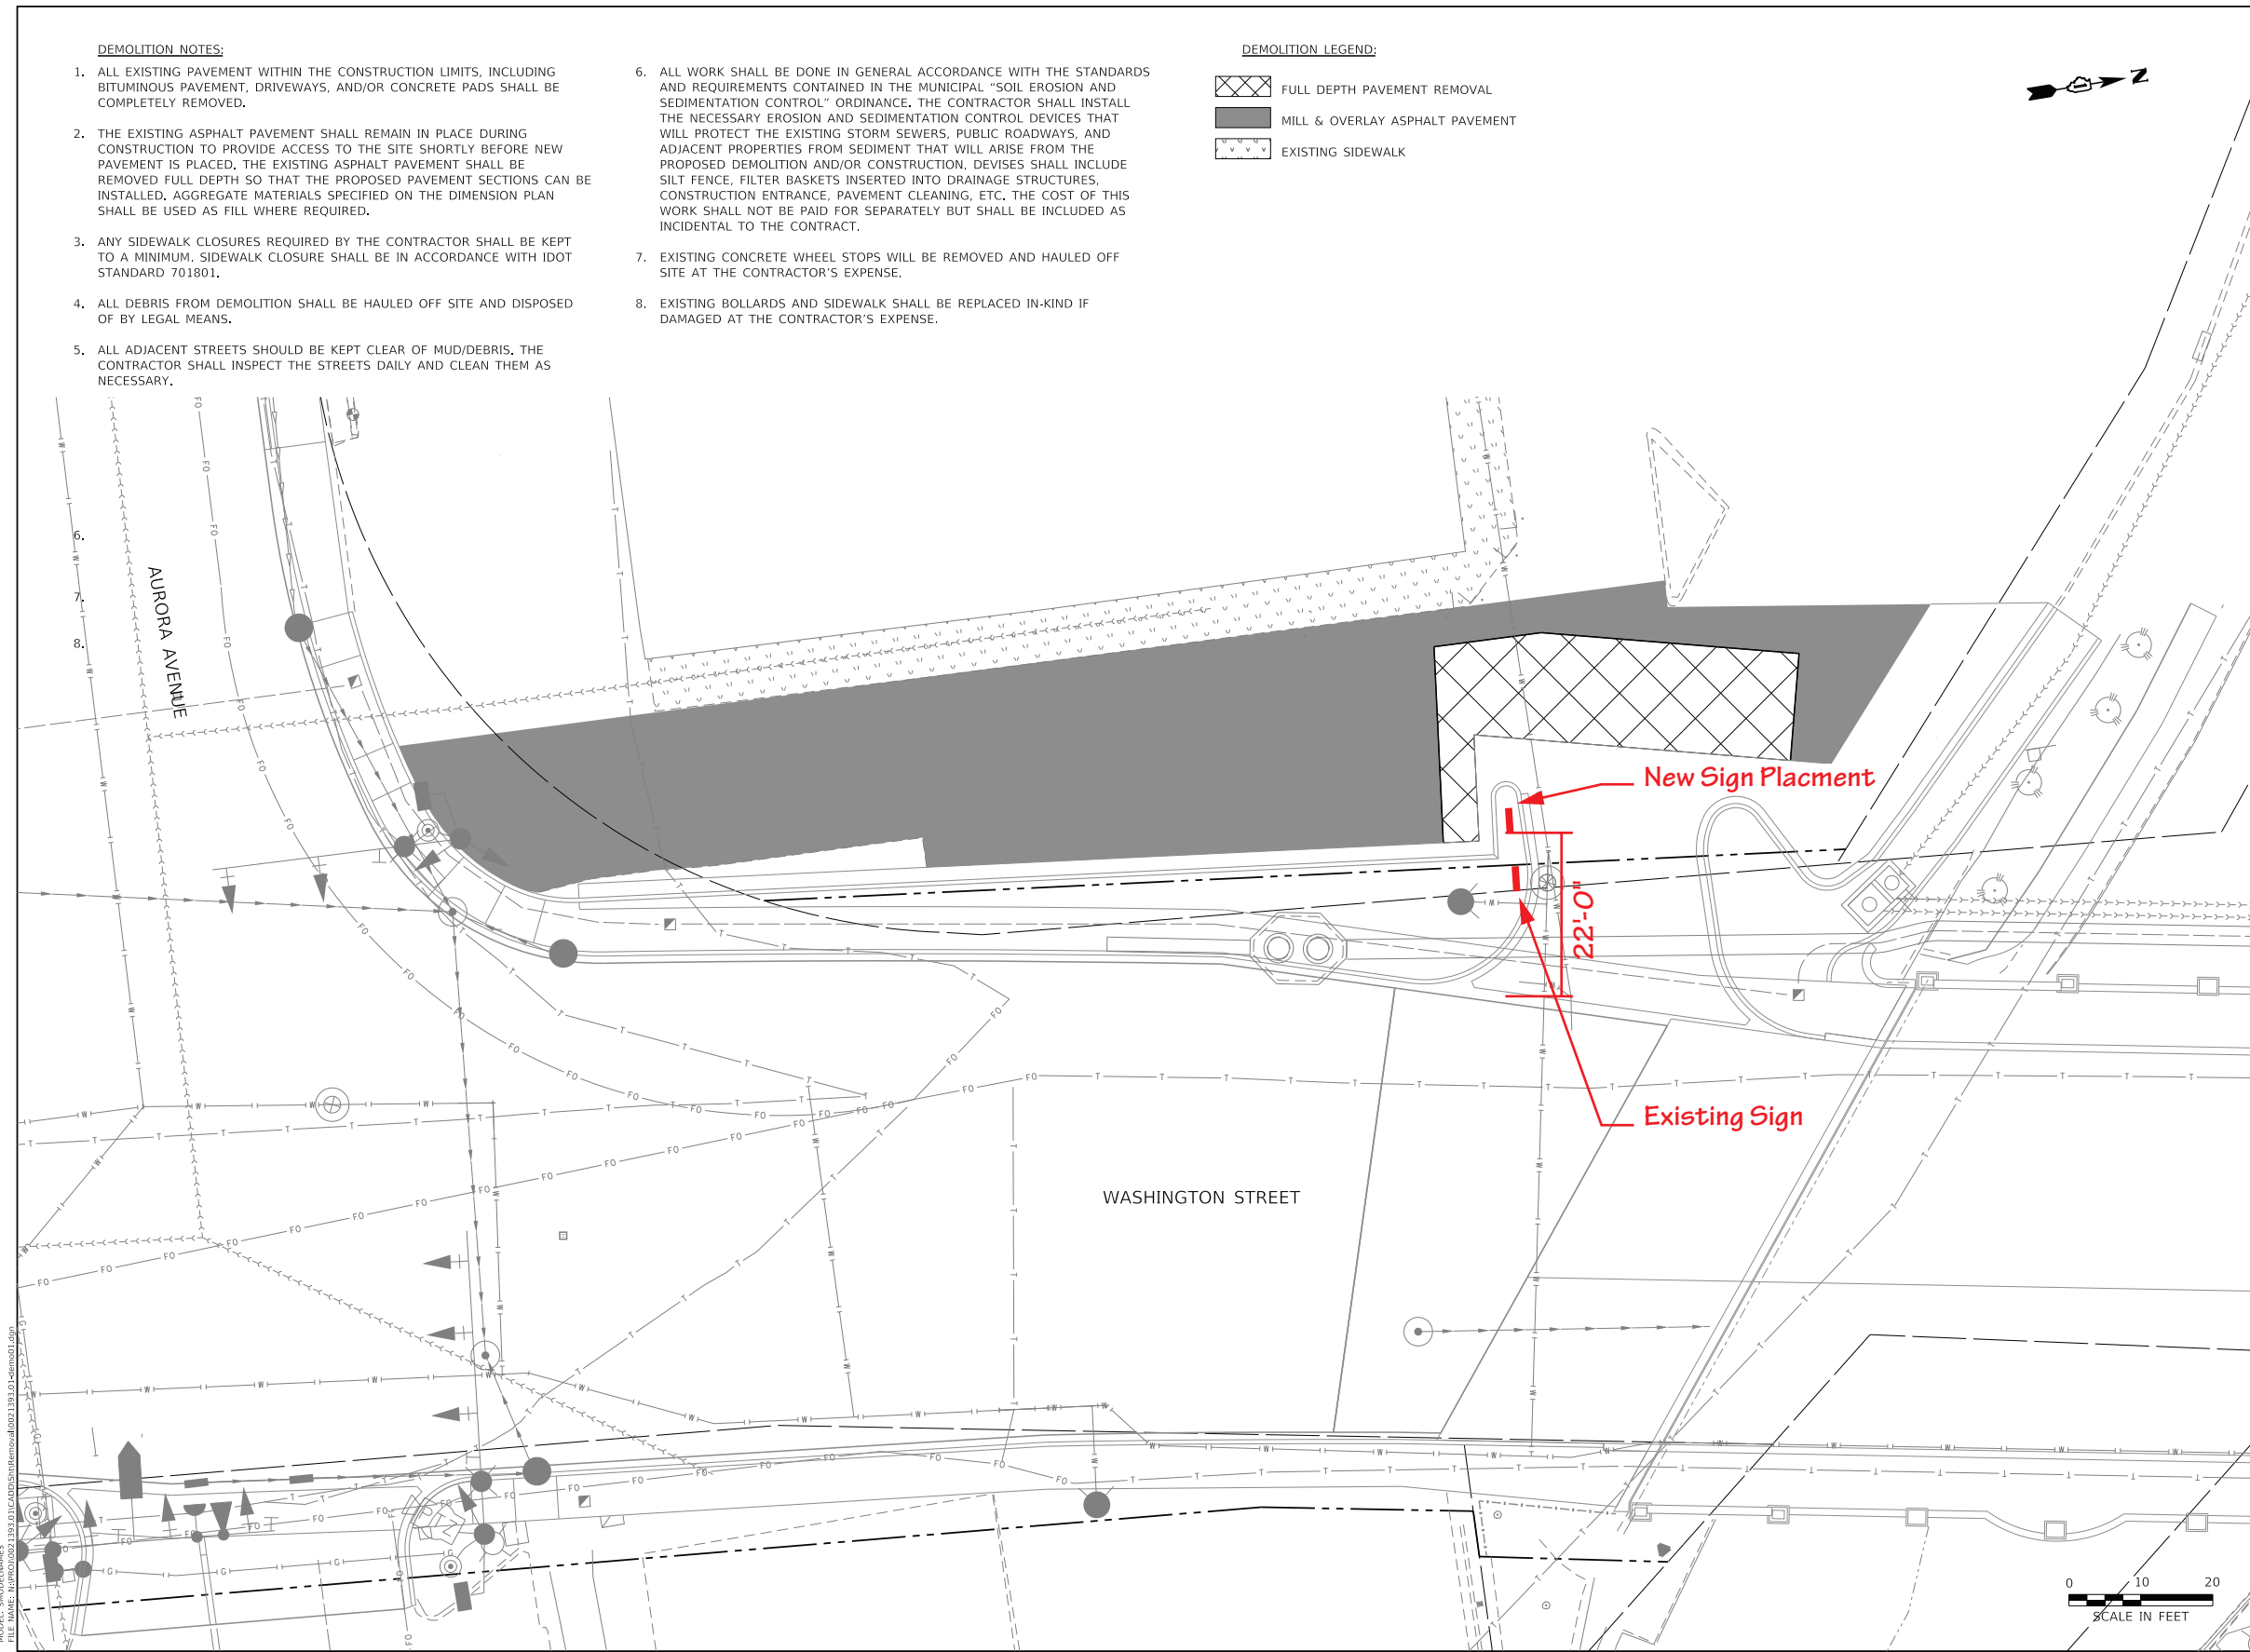 DEMOLITION NOTES:
1. ALL EXISTING PAVEMENT WITHIN THE CONSTRUCTION LIMITS, INCLUDING
BITUMINOUS PAVEMENT, DRIVEWAYS, AND/OR CONCRETE PADS SHALL BE
COMPLETELY REMOVED.
2. THE EXISTING ASPHALT PAVEMENT SHALL REMAIN IN PLACE DURING
CONSTRUCTION TO PROVIDE ACCESS TO THE SITE SHORTLY BEFORE NEW
PAVEMENT IS PLACED. THE EXISTING ASPHALT PAVEMENT SHALL BE
REMOVED FULL DEPTH SO THAT THE PROPOSED PAVEMENT SECTIONS CAN BE
INSTALLED. AGGREGATE MATERIALS SPECIFIED ON THE DIMENSION PLAN
SHALL BE USED AS FILL WHERE REQUIRED.
3. ANY SIDEWALK CLOSURES REQUIRED BY THE CONTRACTOR SHALL BE KEPT
TO A MINIMUM. SIDEWALK CLOSURE SHALL BE IN ACCORDANCE WITH IDOT
STANDARD 701801.
4. ALL DEBRIS FROM DEMOLITION SHALL BE HAULED OFF SITE AND DISPOSED
OF BY LEGAL MEANS.
5. ALL ADJACENT STREETS SHOULD BE KEPT CLEAR OF MUD/DEBRIS. THE
CONTRACTOR SHALL INSPECT THE STREETS DAILY AND CLEAN THEM AS
NECESSARY.
6. ALL WORK SHALL BE DONE IN GENERAL ACCORDANCE WITH THE STANDARDS
AND REQUIREMENTS CONTAINED IN THE MUNICIPAL “SOIL EROSION AND
SEDIMENTATION CONTROL” ORDINANCE. THE CONTRACTOR SHALL INSTALL
THE NECESSARY EROSION AND SEDIMENTATION CONTROL DEVICES THAT
WILL PROTECT THE EXISTING STORM SEWERS, PUBLIC ROADWAYS, AND
ADJACENT PROPERTIES FROM SEDIMENT THAT WILL ARISE FROM THE
PROPOSED DEMOLITION AND/OR CONSTRUCTION. DEVISES SHALL INCLUDE
SILT FENCE, FILTER BASKETS INSERTED INTO DRAINAGE STRUCTURES,
CONSTRUCTION ENTRANCE, PAVEMENT CLEANING, ETC. THE COST OF THIS
WORK SHALL NOT BE PAID FOR SEPARATELY BUT SHALL BE INCLUDED AS
INCIDENTAL TO THE CONTRACT.
7. EXISTING CONCRETE WHEEL STOPS WILL BE REMOVED AND HAULED OFF
SITE AT THE CONTRACTOR'S EXPENSE.
8. EXISTING BOLLARDS AND SIDEWALK SHALL BE REPLACED IN-KIND IF
DAMAGED AT THE CONTRACTOR'S EXPENSE.
DEMOLITION LEGEND:
FULL DEPTH PAVEMENT REMOVAL
MILL & OVERLAY ASPHALT PAVEMENT
EXISTING SIDEWALK
N
6.
7.
8.
AURORA AVENUE
New Sign Placment
22'-0"
Existing Sign
WASHINGTON STREET
0 10 20
SCALE IN FEET